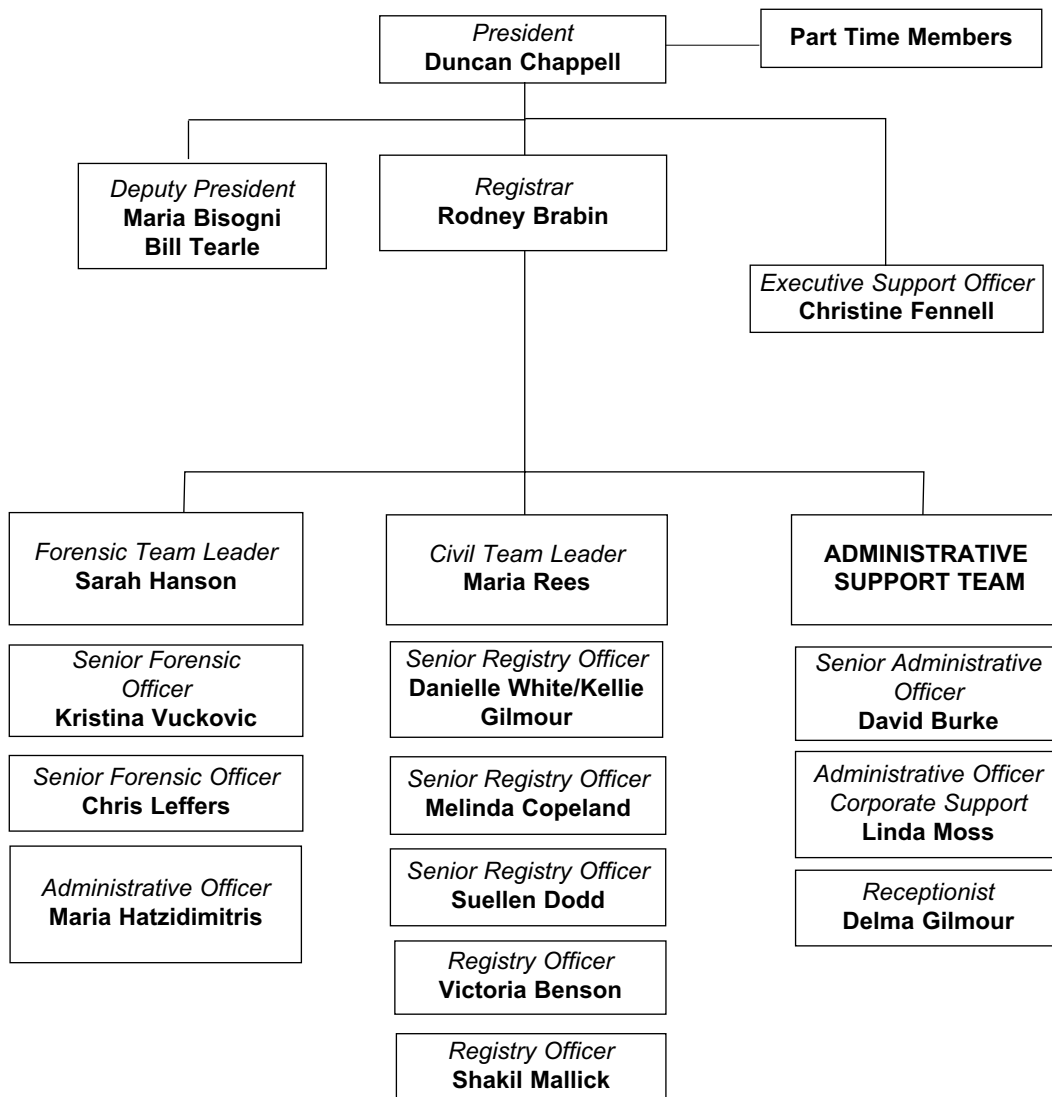 President
Duncan Chappell
Part Time Members
Deputy President
Maria Bisogni
Bill Tearle
Registrar
Rodney Brabin
Executive Support Officer
Christine Fennell
Forensic Team Leader
Sarah Hanson
Senior Forensic
Officer
Kristina Vuckovic
Senior Forensic Officer
Chris Leffers
Administrative Officer
Maria Hatzidimitris
Civil Team Leader
Maria Rees
Senior Registry Officer
Danielle White/Kellie
Gilmour
Senior Registry Officer
Melinda Copeland
Senior Registry Officer
Suellen Dodd
Registry Officer
Victoria Benson
Registry Officer
Shakil Mallick
ADMINISTRATIVE
SUPPORT TEAM
Senior Administrative
Officer
David Burke
Administrative Officer
Corporate Support
Linda Moss
Receptionist
Delma Gilmour